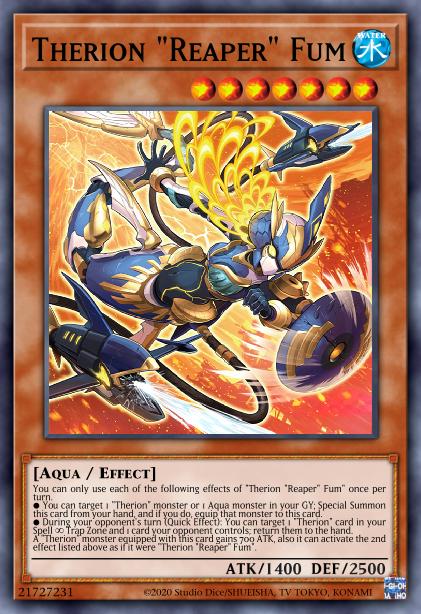 Therion "Reaper" Fum
WATER
水
[Aqua / Effect]
You can only use each of the following effects of "Therion "Reaper" Fum" once per
turn.
● You can target 1 "Therion" monster or 1 Aqua monster in your GY; Special Summon
this card from your hand, and if you do, equip that monster to this card.
● During your opponent's turn (Quick Effect): You can target 1 "Therion" card in your
Spell ∞ Trap Zone and 1 card your opponent controls; return them to the hand.
A "Therion" monster equipped with this card gains 700 ATK, also it can activate the 2nd
effect listed above as if it were "Therion "Reaper" Fum".
ATK/1400 DEF/2500
21727231
©2020 Studio Dice/SHUEISHA, TV TOKYO, KONAMI